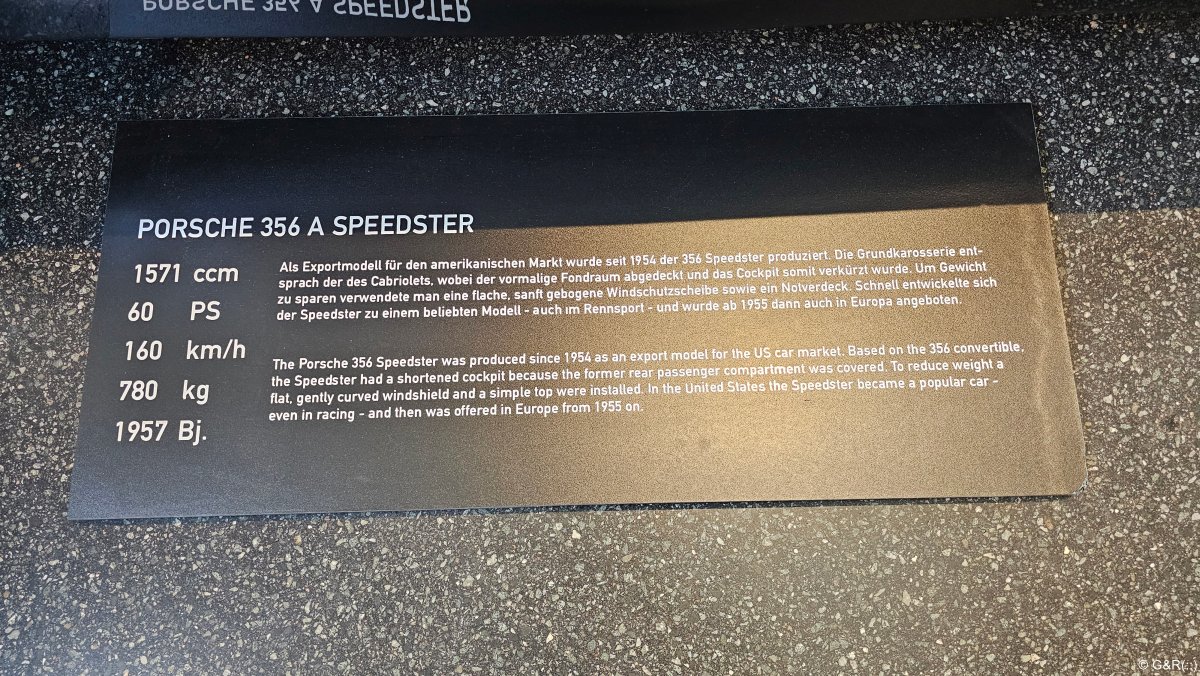 PORSCHE 356 A SPEEDSTER
PORSCHE 356 A SPEEDSTER
1571 ccm
60 PS
160 km/h
780 kg
1957 Bj.
Als Exportmodell für den amerikanischen Markt wurde seit 1954 der 356 Speedster produziert. Die Grundkarosserie ent-
sprach der des Cabriolets, wobei der vormalige Fondraum abgedeckt und das Cockpit somit verkürzt wurde. Um Gewicht
zu sparen verwendete man eine flache, sanft gebogene Windschutzscheibe sowie ein Notverdeck. Schnell entwickelte sich
der Speedster zu einem beliebten Modell - auch im Rennsport - und wurde ab 1955 dann auch in Europa angeboten.
The Porsche 356 Speedster was produced since 1954 as an export model for the US car market. Based on the 356 convertible,
the Speedster had a shortened cockpit because the former rear passenger compartment was covered. To reduce weight a
flat, gently curved windshield and a simple top were installed. In the United States the Speedster became a popular car -
even in racing - and then was offered in Europe from 1955 on.
© G&R(;;)